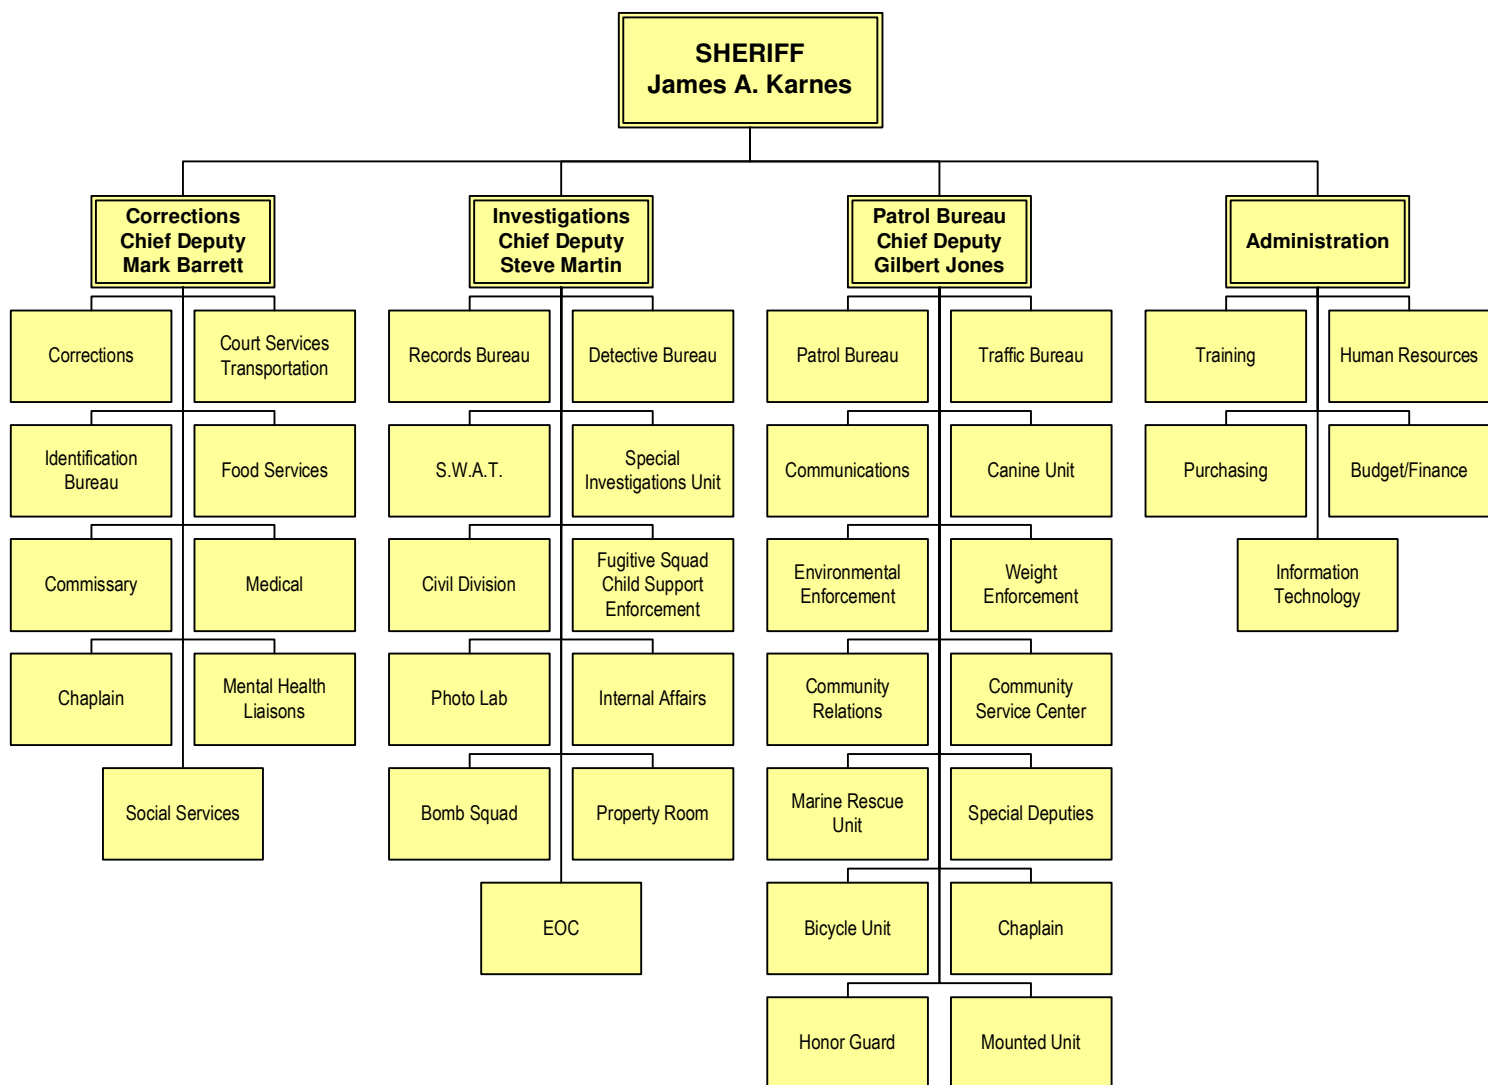 SHERIFF
James A. Karnes
Corrections
Chief Deputy
Mark Barrett
Investigations
Chief Deputy
Steve Martin
Patrol Bureau
Chief Deputy
Gilbert Jones
Administration
Corrections
Court Services
Transportation
Records Bureau
Detective Bureau
Patrol Bureau
Traffic Bureau
Training
Human Resources
Identification
Bureau
Food Services
S.W.A.T.
Special
Investigations Unit
Communications
Canine Unit
Purchasing
Budget/Finance
Commissary
Medical
Civil Division
Fugitive Squad
Child Support
Enforcement
Environmental
Enforcement
Weight
Enforcement
Information
Technology
Chaplain
Mental Health
Liaisons
Photo Lab
Internal Affairs
Community
Relations
Community
Service Center
Social Services
Bomb Squad
Property Room
Marine Rescue
Unit
Special Deputies
EOC
Bicycle Unit
Chaplain
Honor Guard
Mounted Unit